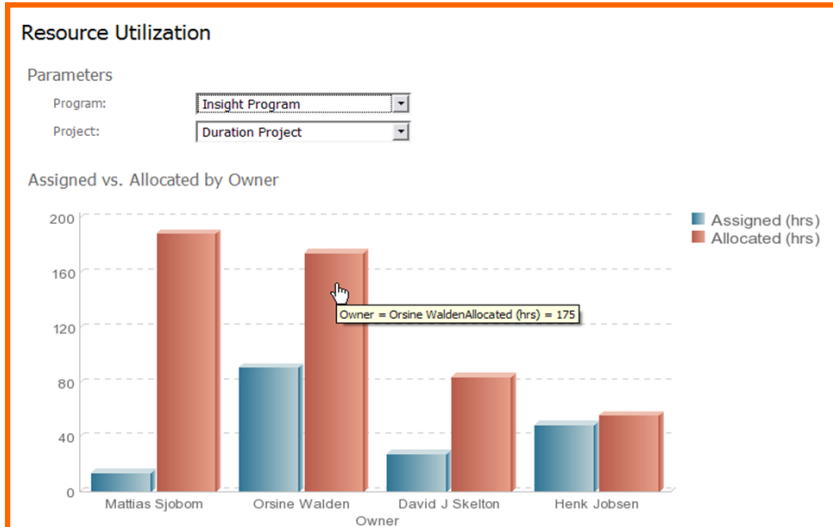 Resource Utilization
Parameters
Program: Insight Program
Project: Duration Project
Assigned vs. Allocated by Owner
200
160
120
80
40
0
Assigned (hrs)
Allocated (hrs)
Owner = Orsine WaldenAllocated (hrs) = 175
Mattias Sjobom Orsine Walden David J Skelton Henk Jobsen
Owner